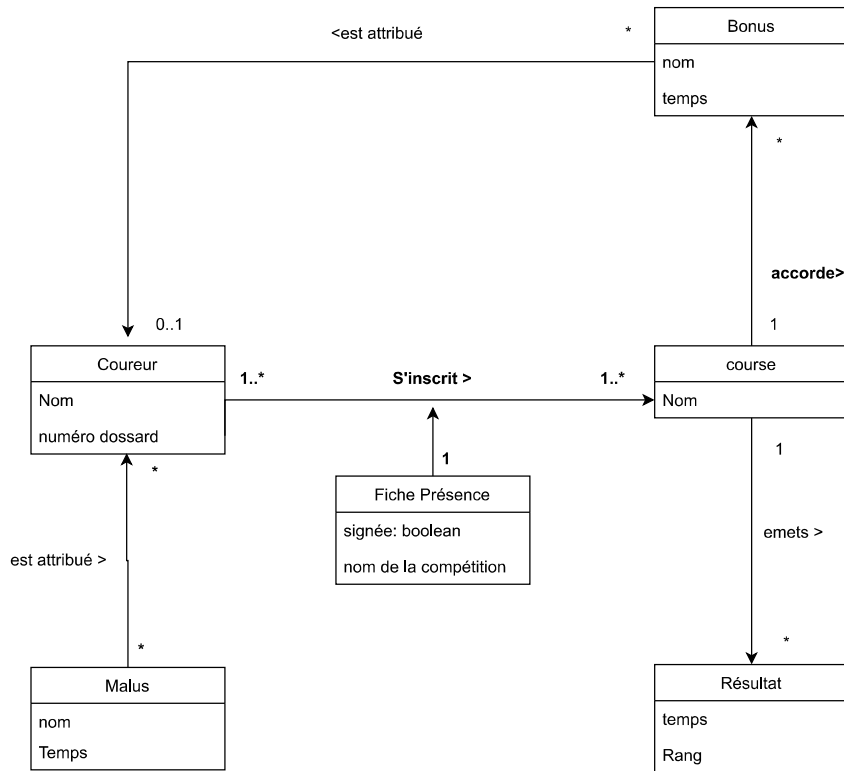 Bonus
<est attribué
*
nom
temps
*
accorde>
0..1
1
Coureur
course
1..*
S'inscrit >
1..*
Nom
Nom
numéro dossard
*
1
1
Fiche Présence
signée: boolean
emets >
est attribué >
nom de la compétition
*
*
Malus
Résultat
nom
temps
Temps
Rang